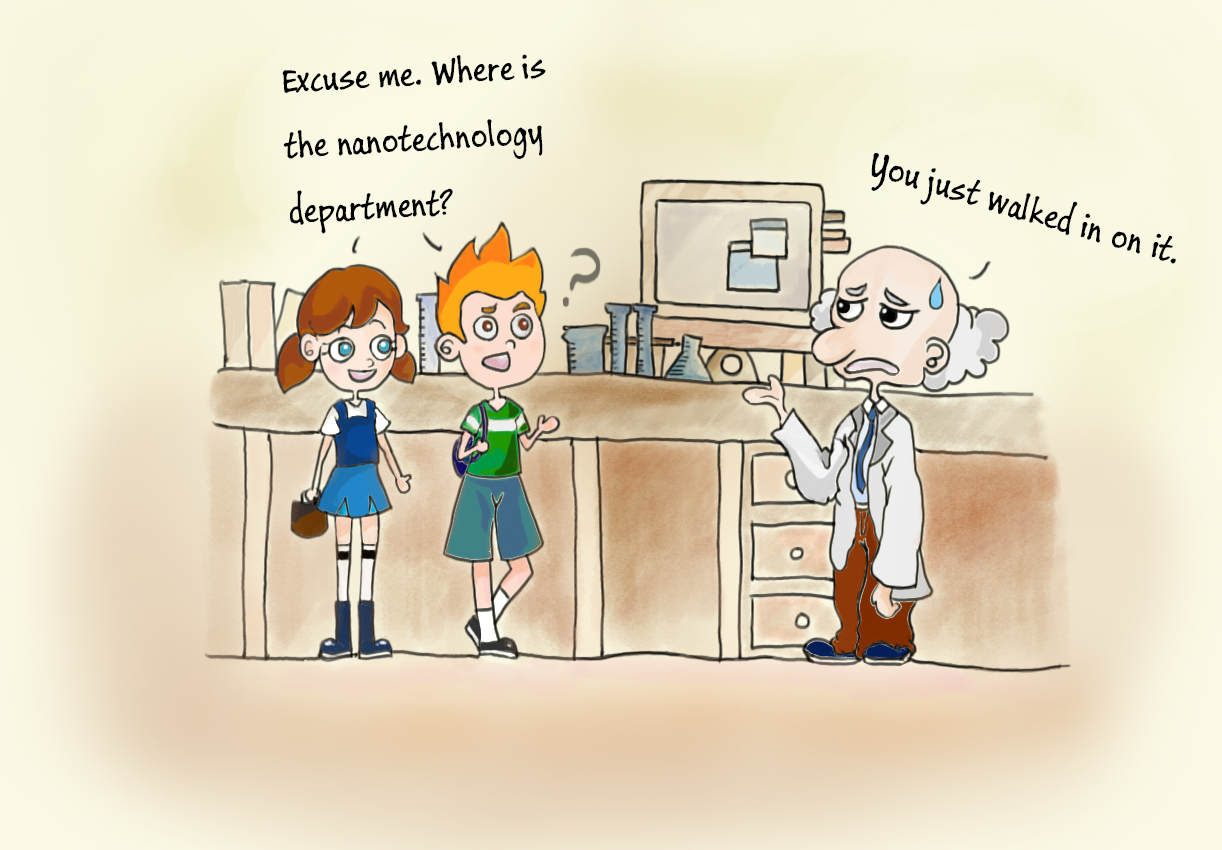 Excuse me. Where is
the nanotechnology
department?
?
You just walked in on it.